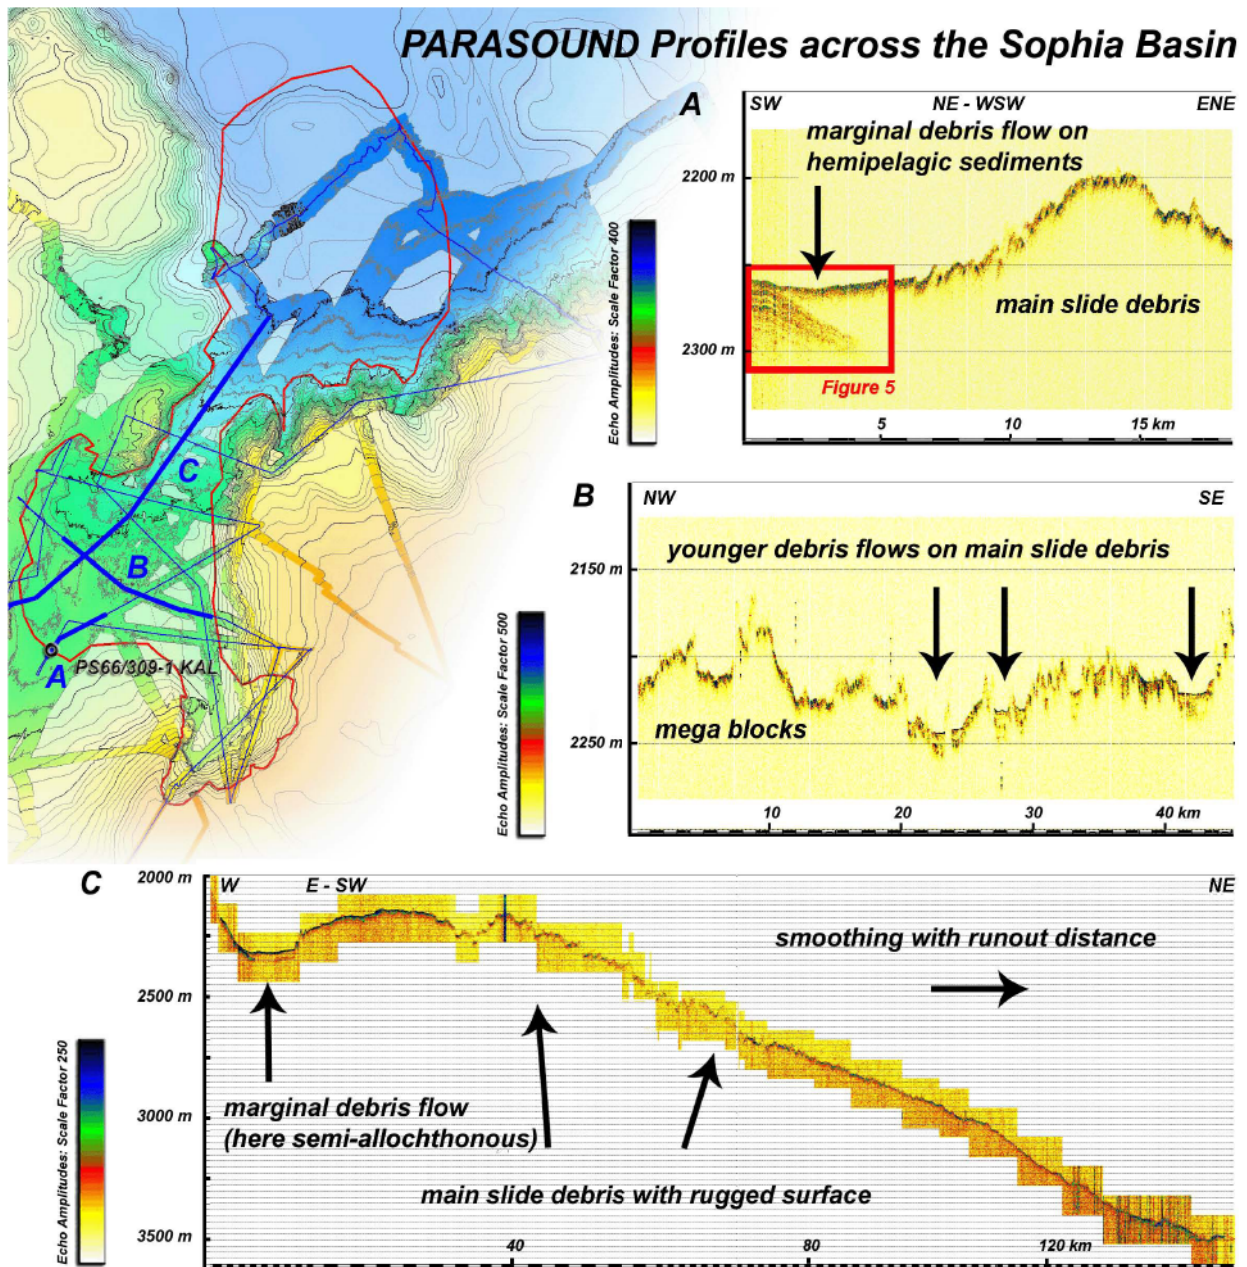 PARASOUND Profiles across the Sophia Basin
A
SW NE - WSW ENE
marginal debris flow on
hemipelagic sediments
2200 m
main slide debris
2300 m
Figure 5
5 10 15 km
Echo Amplitudes: Scale Factor 400
C
B
A
PS66/309-1 KAL
B
NW SE
younger debris flows on main slide debris
2150 m
mega blocks
2250 m
10 20 30 40 km
Echo Amplitudes: Scale Factor 500
C
2000 m
W E - SW NE
smoothing with runout distance
2500 m
marginal debris flow
(here semi-allochthonous)
3000 m
main slide debris with rugged surface
3500 m
40 80 120 km
Echo Amplitudes: Scale Factor 250